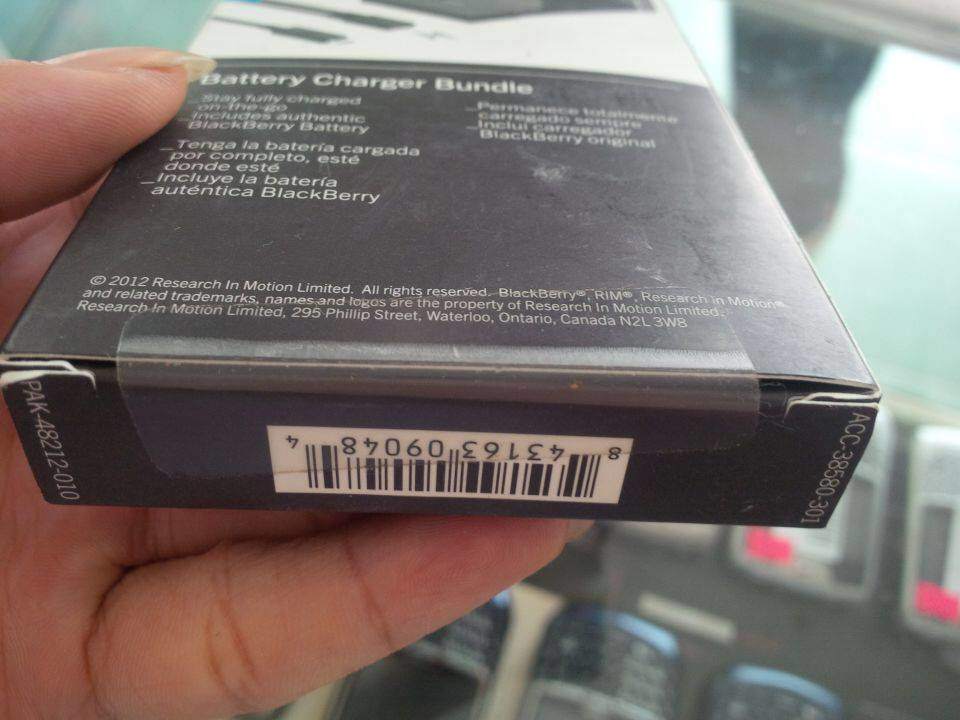 Battery Charger Bundle
_Stay fully charged
on-the-go
_Includes authentic
BlackBerry Battery
_Tenga la batería cargada
por completo, esté
donde esté
_Incluye la batería
auténtica BlackBerry
_Permanece totalmente
carregado sempre
_Inclui carregador
BlackBerry original
© 2012 Research In Motion Limited. All rights reserved. BlackBerry®, RIM®, Research in Motion®
and related trademarks, names and logos are the property of Research In Motion Limited.
Research In Motion Limited, 295 Phillip Street, Waterloo, Ontario, Canada N2L 3W8
PAK-48212-010
8 43163 09048 4
ACC-38580-301